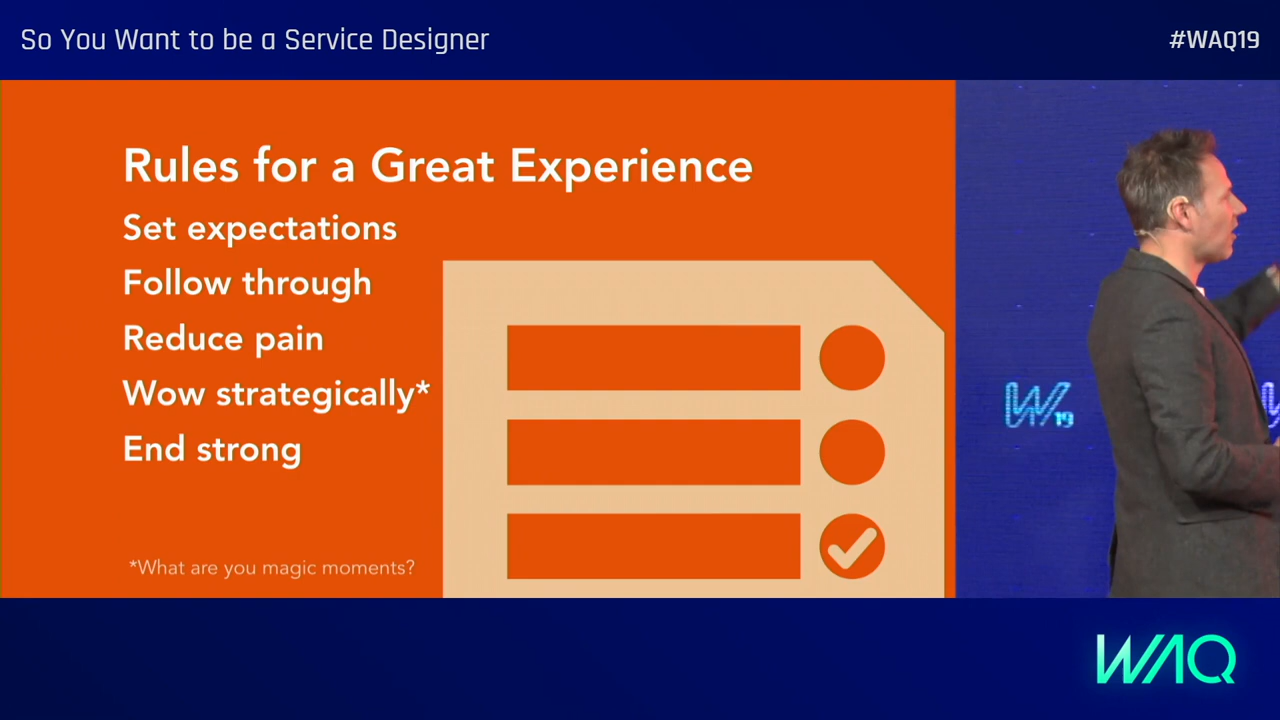 So You Want to be a Service Designer
#WAQ19
Rules for a Great Experience
Set expectations
Follow through
Reduce pain
Wow strategically*
End strong
*What are you magic moments?
W19
WAQ